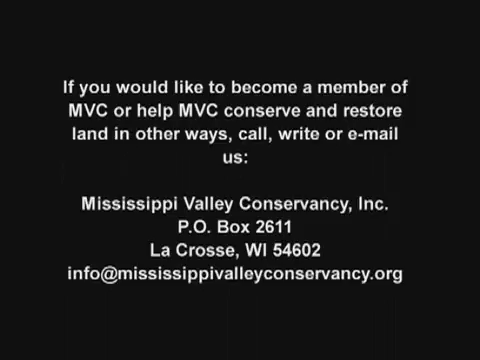 If you would like to become a member of
MVC or help MVC conserve and restore
land in other ways, call, write or e-mail
us:
Mississippi Valley Conservancy, Inc.
P.O. Box 2611
La Crosse, WI 54602
info@mississippivalleyconservancy.org